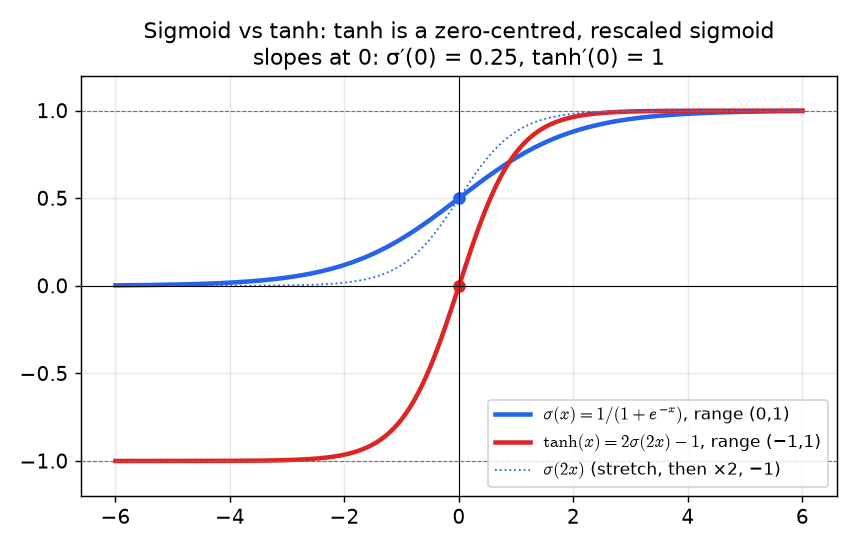 Sigmoid vs tanh: tanh is a zero-centred, rescaled sigmoid
slopes at 0: σ′(0) = 0.25, tanh′(0) = 1
1.0
0.5
0.0
−0.5
−1.0
σ(x) = 1/(1 + e^{−x}), range (0,1)
tanh(x) = 2σ(2x) − 1, range (−1,1)
σ(2x) (stretch, then ×2, −1)
−6 −4 −2 0 2 4 6